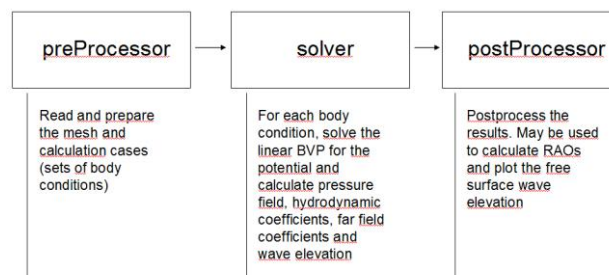 preProcessor
solver
postProcessor
Read and prepare
the mesh and
calculation cases
(sets of body
conditions)
For each body
condition, solve the
linear BVP for the
potential and
calculate pressure
field, hydrodynamic
coefficients, far field
coefficients and
wave elevation
Postprocess the
results. May be used
to calculate RAOs
and plot the free
surface wave
elevation